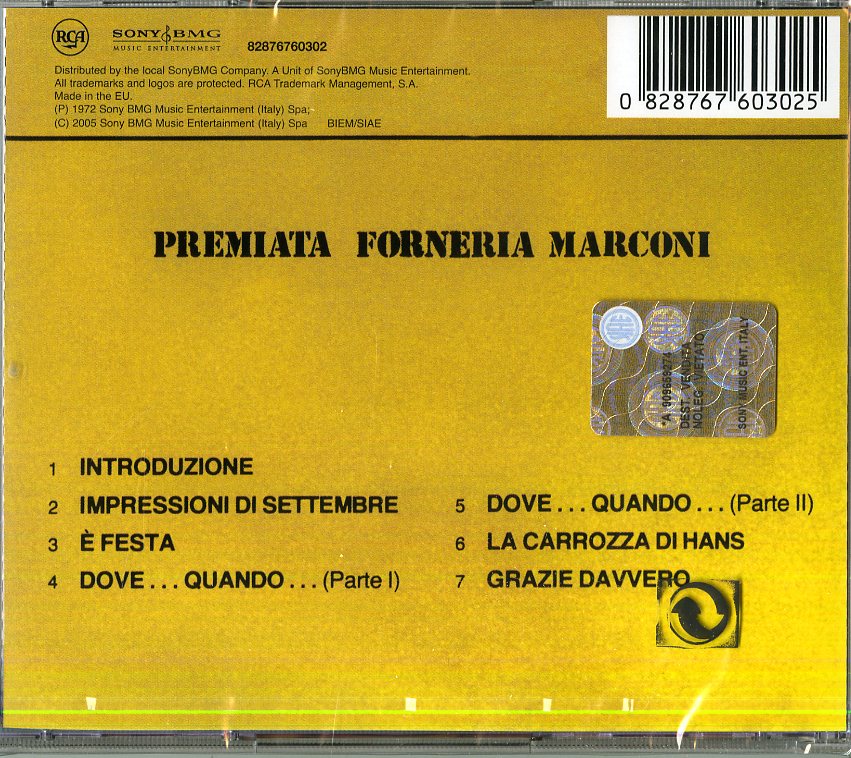 RCA
SONY BMG
MUSIC ENTERTAINMENT
82876760302
Distributed by the local SonyBMG Company. A Unit of SonyBMG Music Entertainment.
All trademarks and logos are protected. RCA Trademark Management, S.A.
Made in the EU.
(P) 1972 Sony BMG Music Entertainment (Italy) Spa;
(C) 2005 Sony BMG Music Entertainment (Italy) Spa BIEM/SIAE
0 828767 603025
PREMIATA FORNERIA MARCONI
DEST. VENDITA
NOLEG. VIETATO
SONY MUSIC ENT. ITALY
1 INTRODUZIONE
2 IMPRESSIONI DI SETTEMBRE
3 È FESTA
4 DOVE... QUANDO... (Parte I)
5 DOVE... QUANDO... (Parte II)
6 LA CARROZZA DI HANS
7 GRAZIE DAVVERO